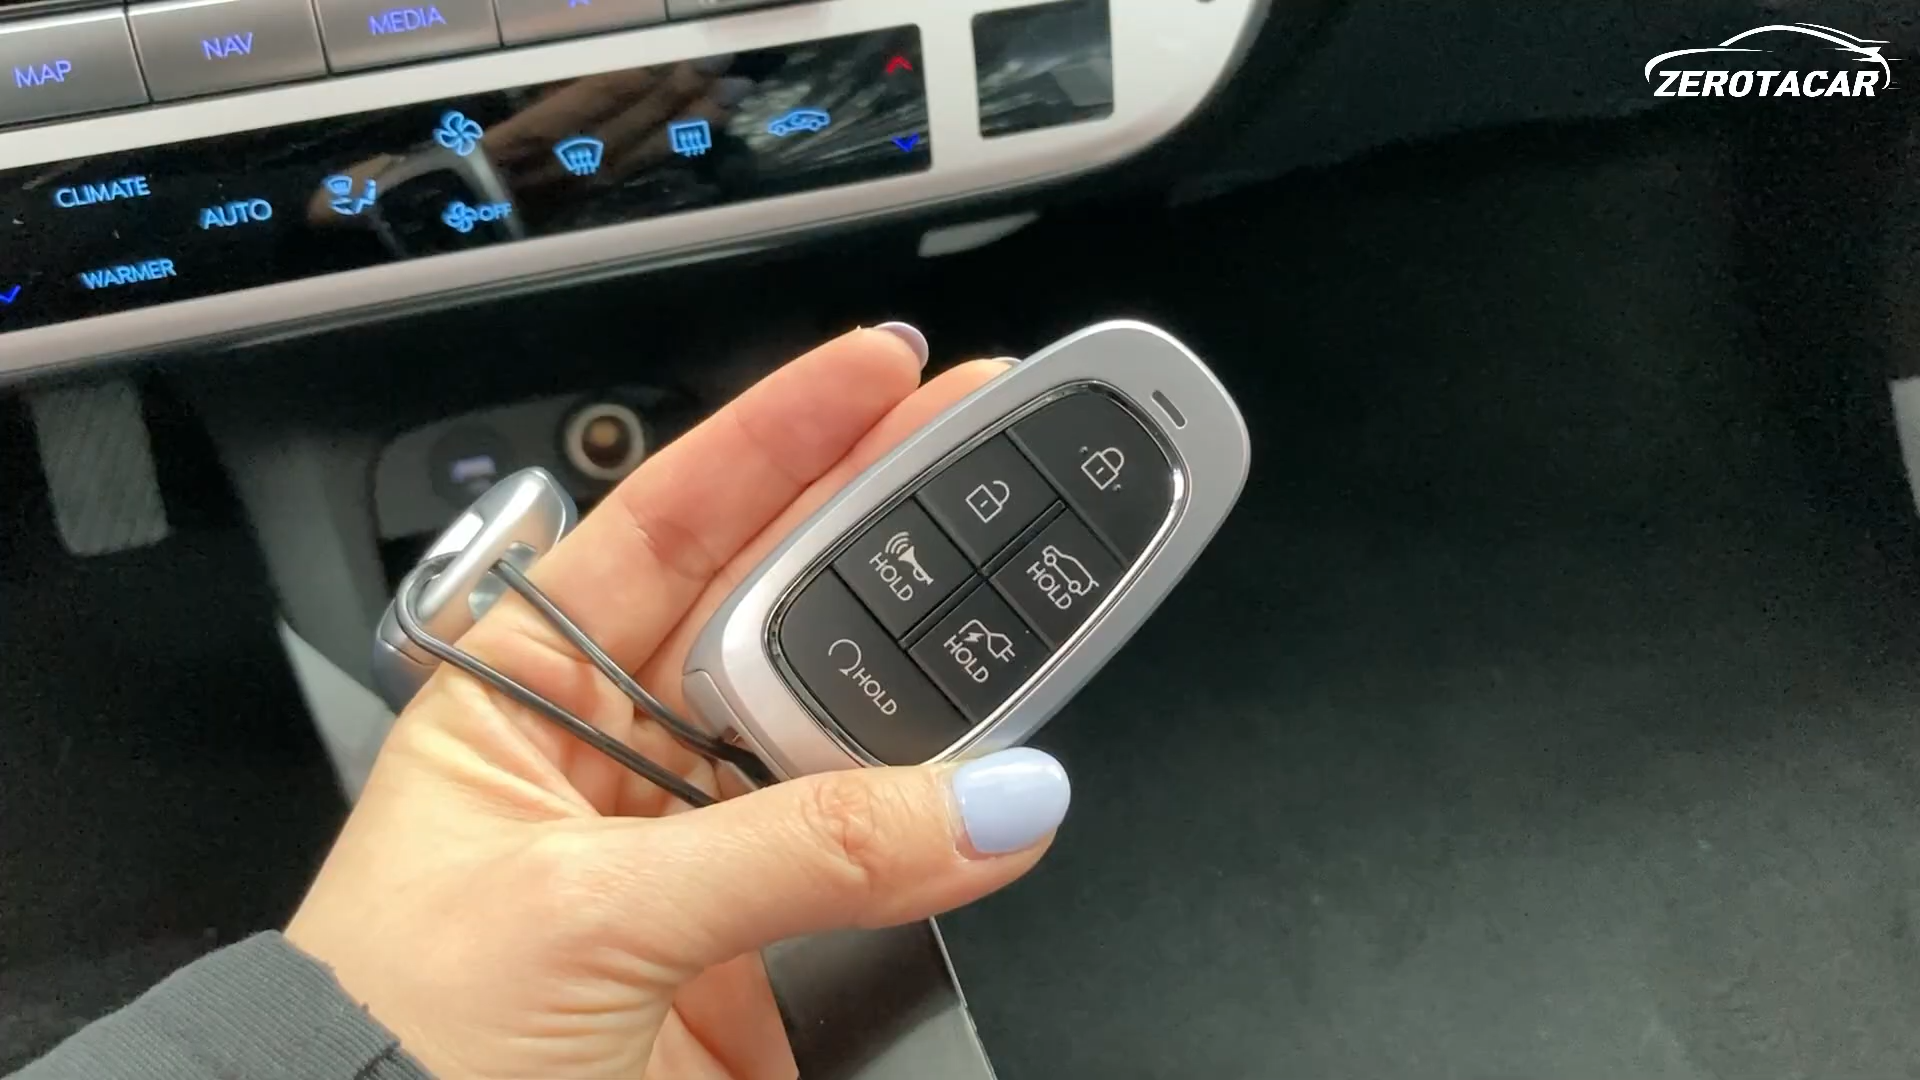 MAP
NAV
MEDIA
ZEROTACAR
CLIMATE
AUTO
OFF
WARMER
HOLD
HOLD
HOLD
HOLD